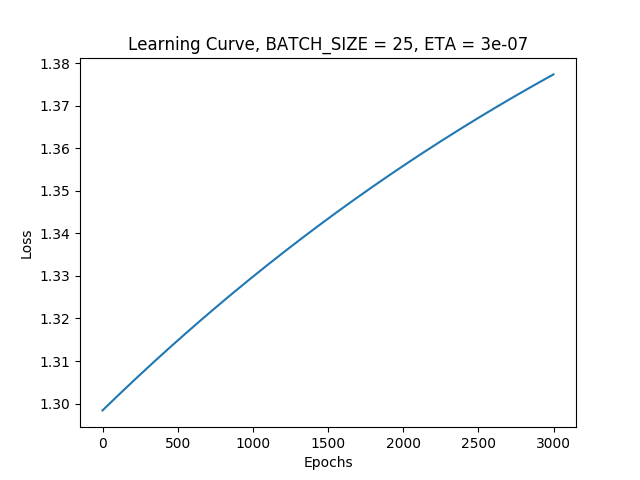 Learning Curve, BATCH_SIZE = 25, ETA = 3e-07
1.38
1.37
1.36
1.35
1.34
1.33
1.32
1.31
1.30
Loss
0 500 1000 1500 2000 2500 3000
Epochs